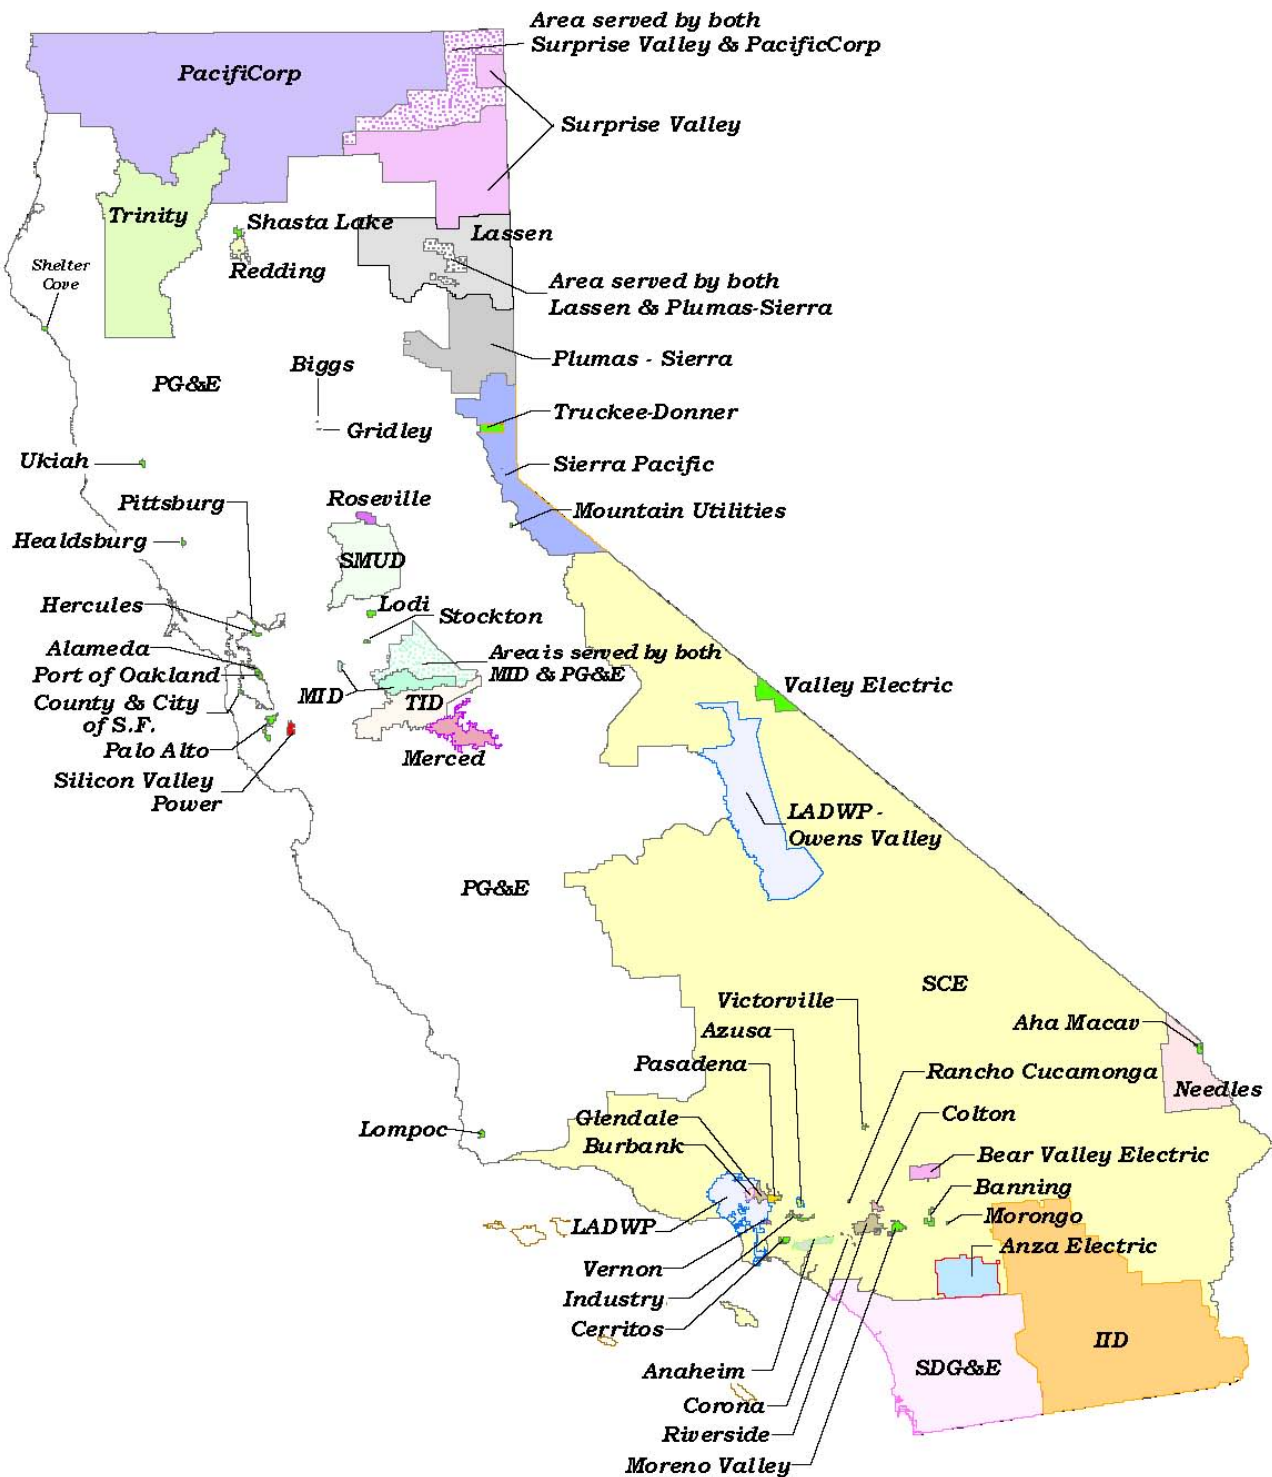 Area served by both
Surprise Valley & PacificCorp
PacifiCorp
Surprise Valley
Trinity
Shasta Lake
Lassen
Redding
Shelter
Cove
Area served by both
Lassen & Plumas-Sierra
Plumas - Sierra
Biggs
PG&E
Truckee-Donner
Gridley
Ukiah
Sierra Pacific
Pittsburg
Roseville
Mountain Utilities
Healdsburg
SMUD
Hercules
Lodi
Stockton
Alameda
Area is served by both
MID & PG&E
Port of Oakland
Valley Electric
County & City
of S.F.
MID
TID
Palo Alto
Merced
Silicon Valley
Power
LADWP -
Owens Valley
PG&E
SCE
Victorville
Aha Macav
Azusa
Pasadena
Rancho Cucamonga
Needles
Glendale
Colton
Lompoc
Burbank
Bear Valley Electric
Banning
LADWP
Morongo
Anza Electric
Vernon
Industry
Cerritos
IID
Anaheim
SDG&E
Corona
Riverside
Moreno Valley